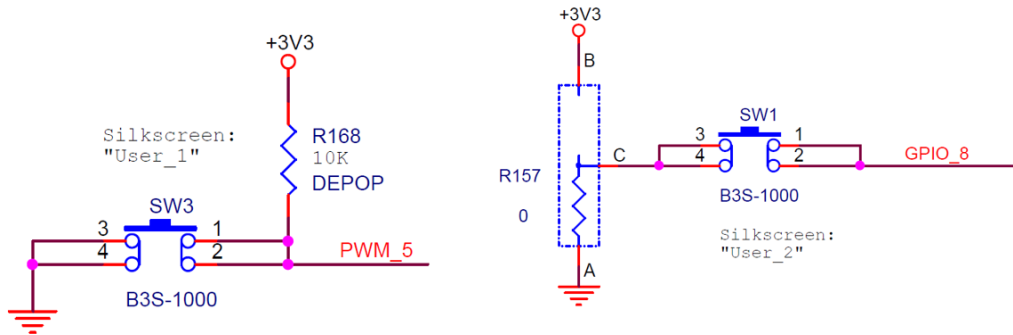 +3V3
Silkscreen:
"User_1"
R168
10K
DEPOP
SW3
3
1
4
2
PWM_5
B3S-1000
+3V3
B
SW1
3
1
C
4
2
GPIO_8
R157
0
B3S-1000
Silkscreen:
"User_2"
A